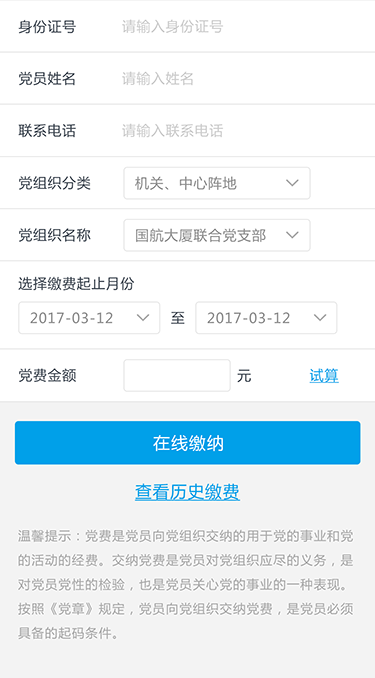 身份证号 请输入身份证号
党员姓名 请输入姓名
联系电话 请输入联系电话
党组织分类 机关、中心阵地
党组织名称 国航大厦联合党支部
选择缴费起止月份
2017-03-12 至 2017-03-12
党费金额 元 试算
在线缴纳
查看历史缴费
温馨提示：党费是党员向党组织交纳的用于党的事业和党
的活动的经费。交纳党费是党员对党组织应尽的义务，是
对党员党性的检验，也是党员关心党的事业的一种表现。
按照《党章》规定，党员向党组织交纳党费，是党员必须
具备的起码条件。